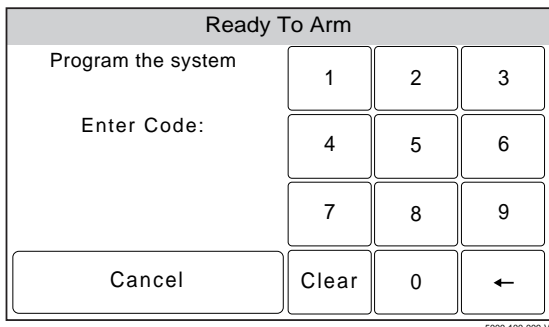 Ready To Arm
Program the system
1 2 3
Enter Code:
4 5 6
7 8 9
Cancel Clear 0 ←